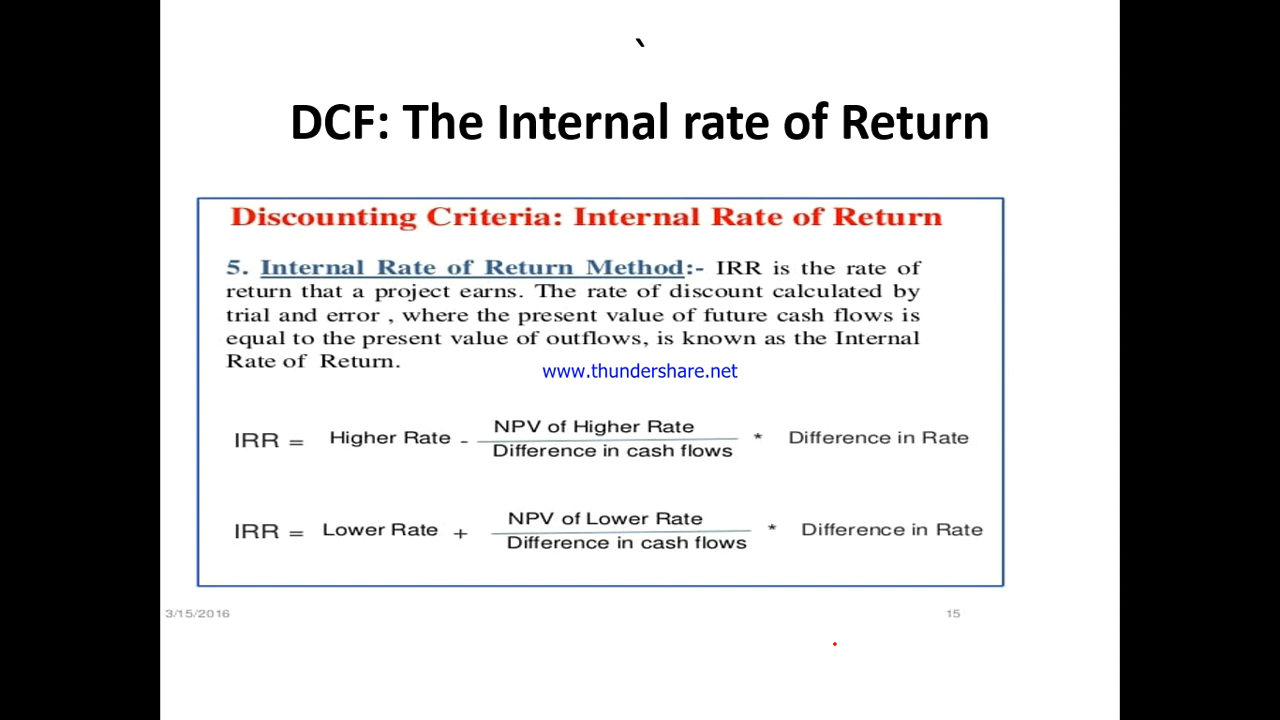 `
DCF: The Internal rate of Return
Discounting Criteria: Internal Rate of Return
5. Internal Rate of Return Method:- IRR is the rate of
return that a project earns. The rate of discount calculated by
trial and error , where the present value of future cash flows is
equal to the present value of outflows, is known as the Internal
Rate of Return.
www.thundershare.net
IRR = Higher Rate - NPV of Higher Rate * Difference in Rate
Difference in cash flows
IRR = Lower Rate + NPV of Lower Rate * Difference in Rate
Difference in cash flows
3/15/2016 15